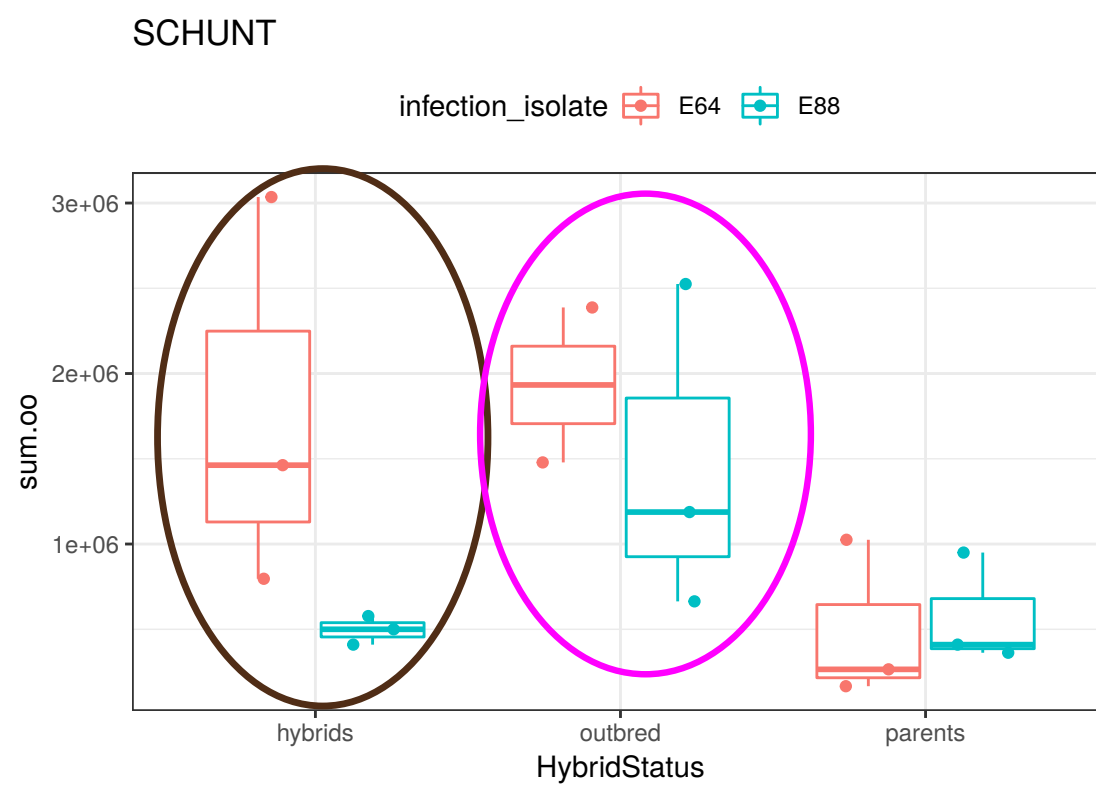 SCHUNT
infection_isolate E64 E88
3e+06
2e+06
1e+06
sum.oo
hybrids outbred parents
HybridStatus